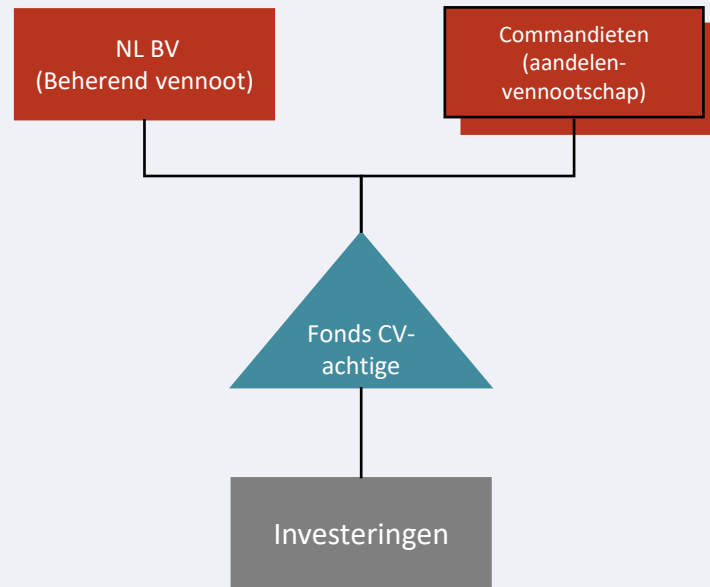 NL BV
(Beherend vennoot)
Commandieten
(aandelen-
vennootschap)
Fonds CV-
achtige
Investeringen